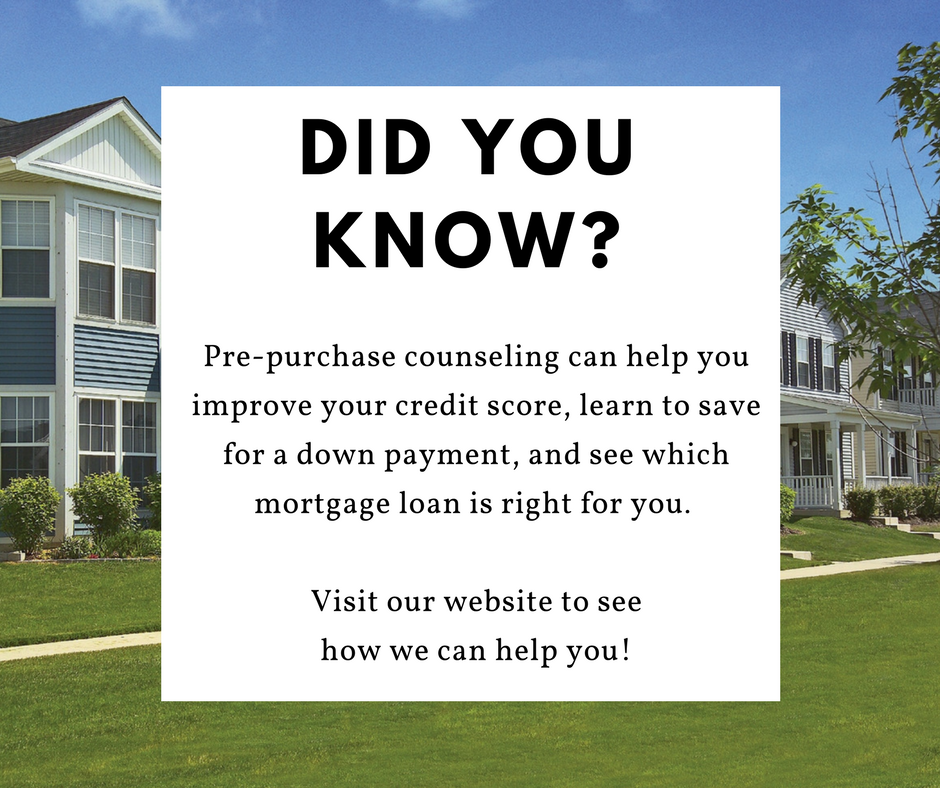 DID YOU
KNOW?
Pre-purchase counseling can help you
improve your credit score, learn to save
for a down payment, and see which
mortgage loan is right for you.
Visit our website to see
how we can help you!